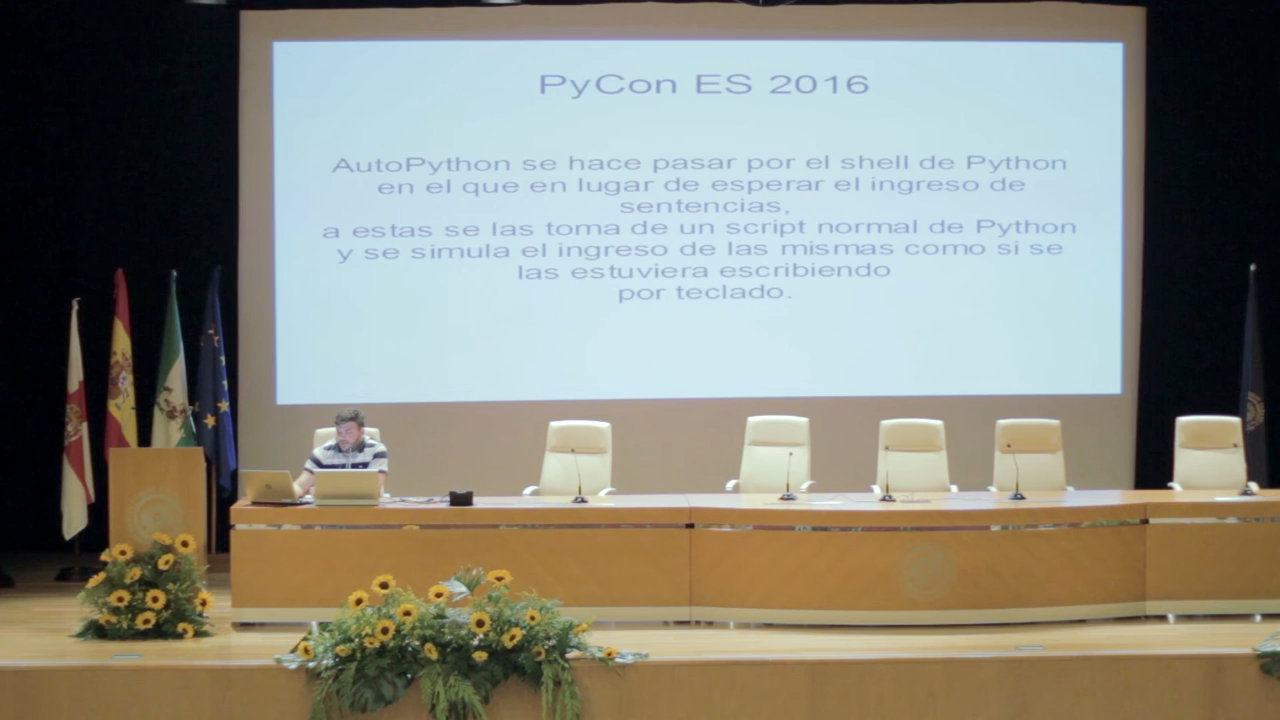 PyCon ES 2016
AutoPython se hace pasar por el shell de Python
en el que en lugar de esperar el ingreso de
sentencias,
a estas se las toma de un script normal de Python
y se simula el ingreso de las mismas como si se
las estuviera escribiendo
por teclado.